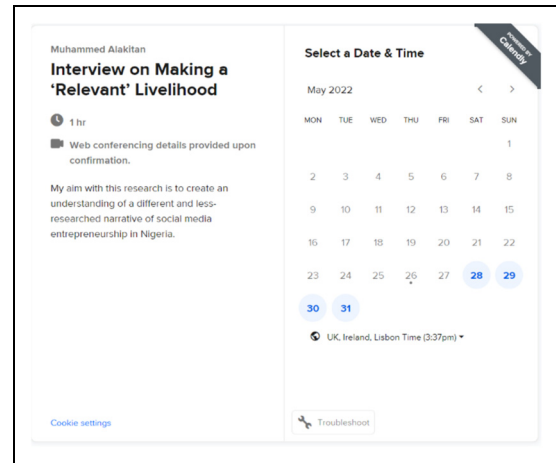 Muhammed Alakitan
Interview on Making a
‘Relevant’ Livelihood
1 hr
Web conferencing details provided upon
confirmation.
My aim with this research is to create an
understanding of a different and less-
researched narrative of social media
entrepreneurship in Nigeria.
Cookie settings
POWERED BY
Calendly
Select a Date & Time
May 2022
MON TUE WED THU FRI SAT SUN
1
2 3 4 5 6 7 8
9 10 11 12 13 14 15
16 17 18 19 20 21 22
23 24 25 26 27 28 29
30 31
UK, Ireland, Lisbon Time (3:37pm)
Troubleshoot